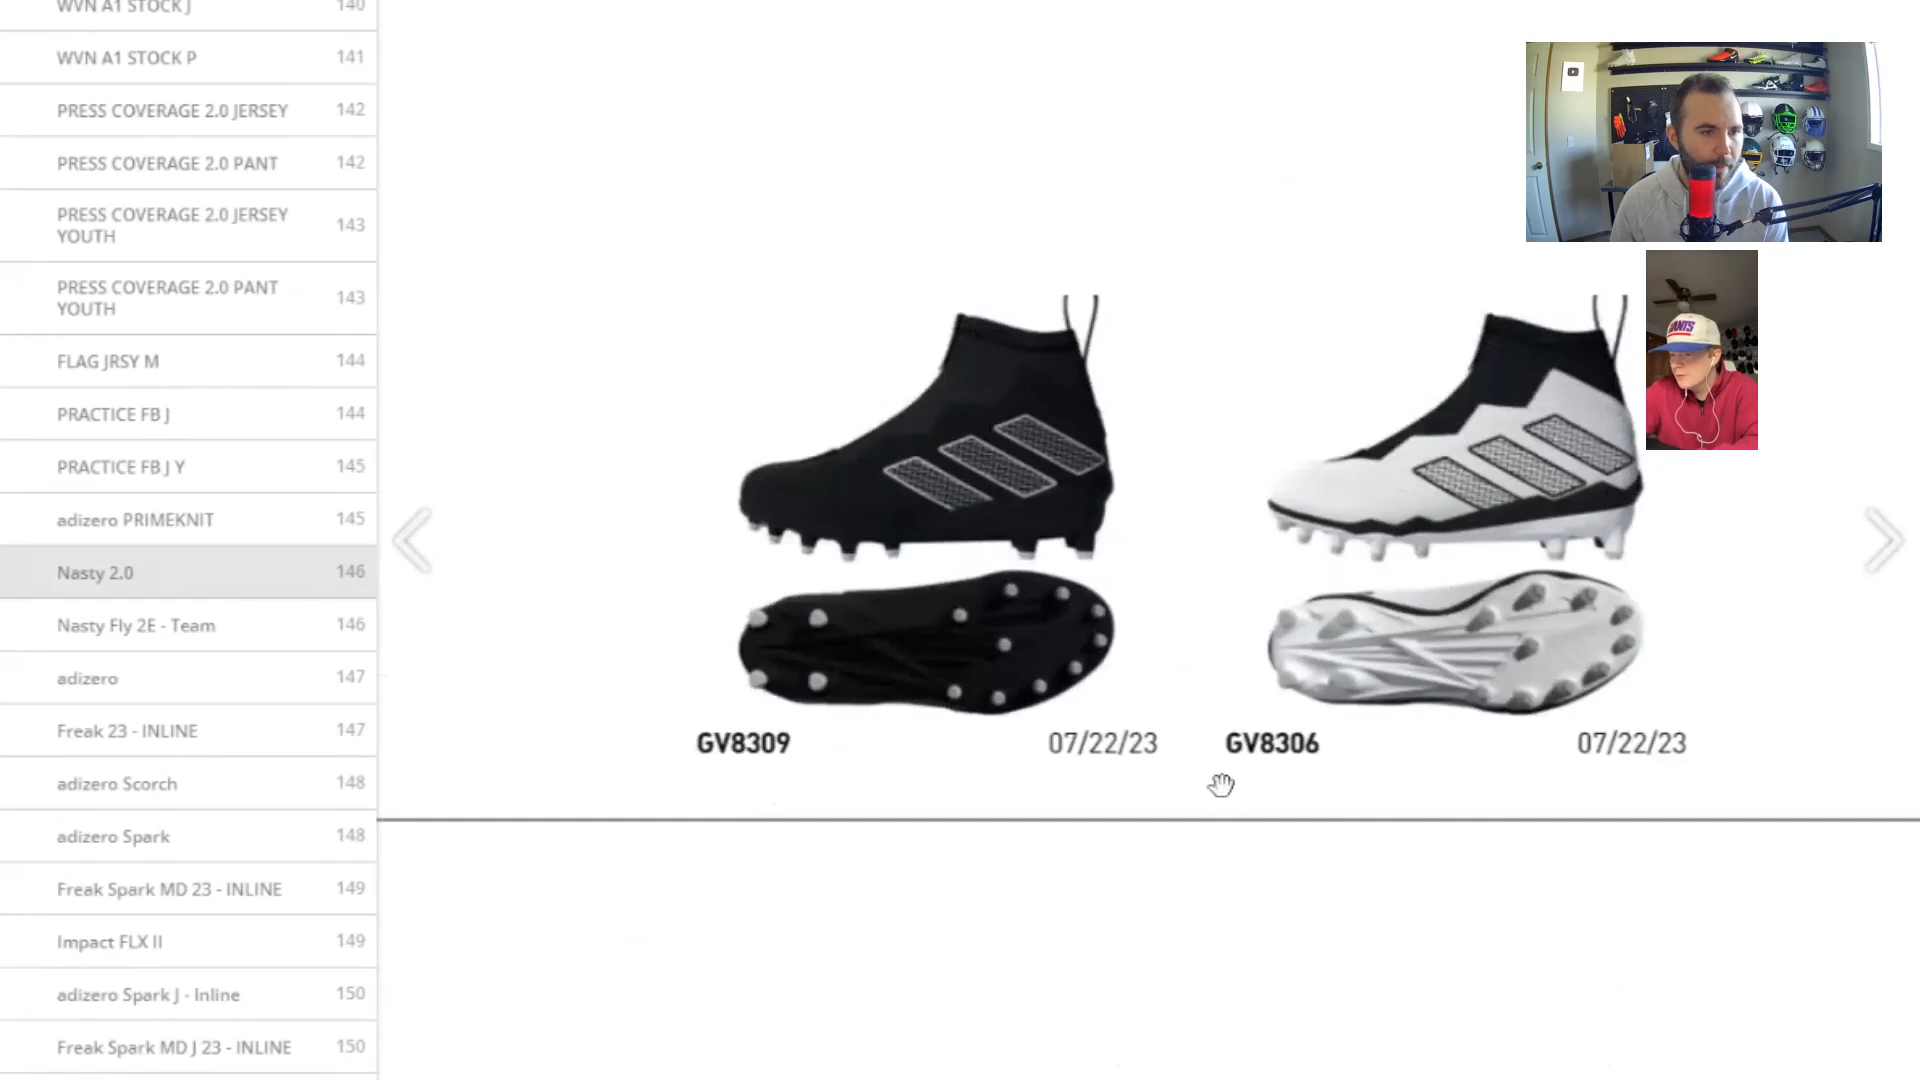 WVN A1 STOCK J 140
WVN A1 STOCK P 141
PRESS COVERAGE 2.0 JERSEY 142
PRESS COVERAGE 2.0 PANT 142
PRESS COVERAGE 2.0 JERSEY
YOUTH 143
PRESS COVERAGE 2.0 PANT
YOUTH 143
FLAG JRSY M 144
PRACTICE FB J 144
PRACTICE FB J Y 145
adizero PRIMEKNIT 145
Nasty 2.0 146
Nasty Fly 2E - Team 146
adizero 147
Freak 23 - INLINE 147
adizero Scorch 148
adizero Spark 148
Freak Spark MD 23 - INLINE 149
Impact FLX II 149
adizero Spark J - Inline 150
Freak Spark MD J 23 - INLINE 150
GV8309 07/22/23
GV8306 07/22/23